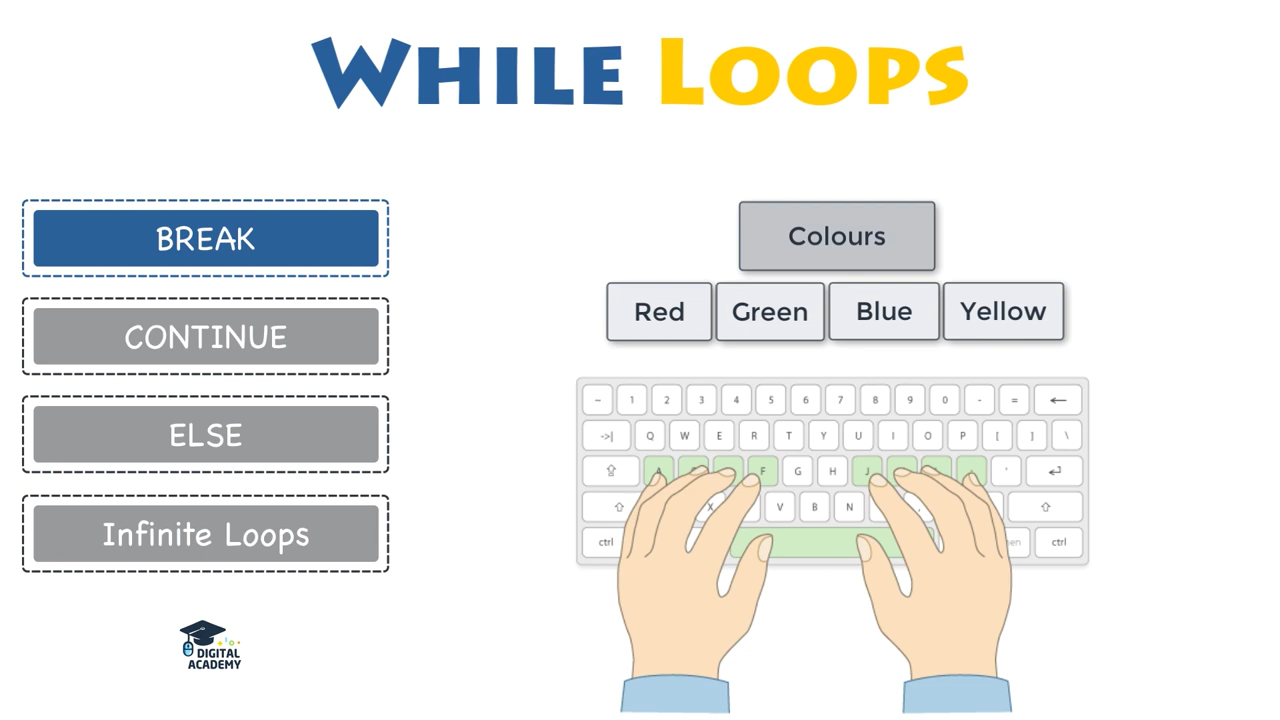 WHILE LOOPS
BREAK
CONTINUE
ELSE
Infinite Loops
DIGITAL
ACADEMY
Colours
Red Green Blue Yellow
~ 1 2 3 4 5 6 7 8 9 0 - = ←
->| Q W E R T Y U I O P [ ] \
⇪ A F G H J ' ↵
⇧ X V B N , ⇧
ctrl ctrl